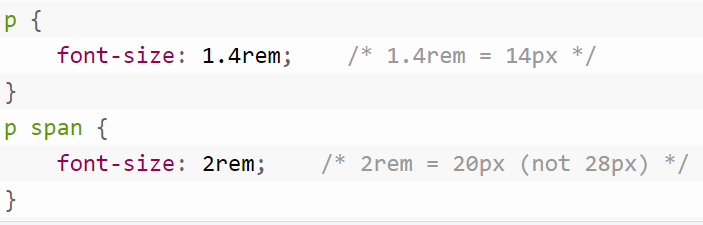 p {
font-size: 1.4rem; /* 1.4rem = 14px */
}
p span {
font-size: 2rem; /* 2rem = 20px (not 28px) */
}